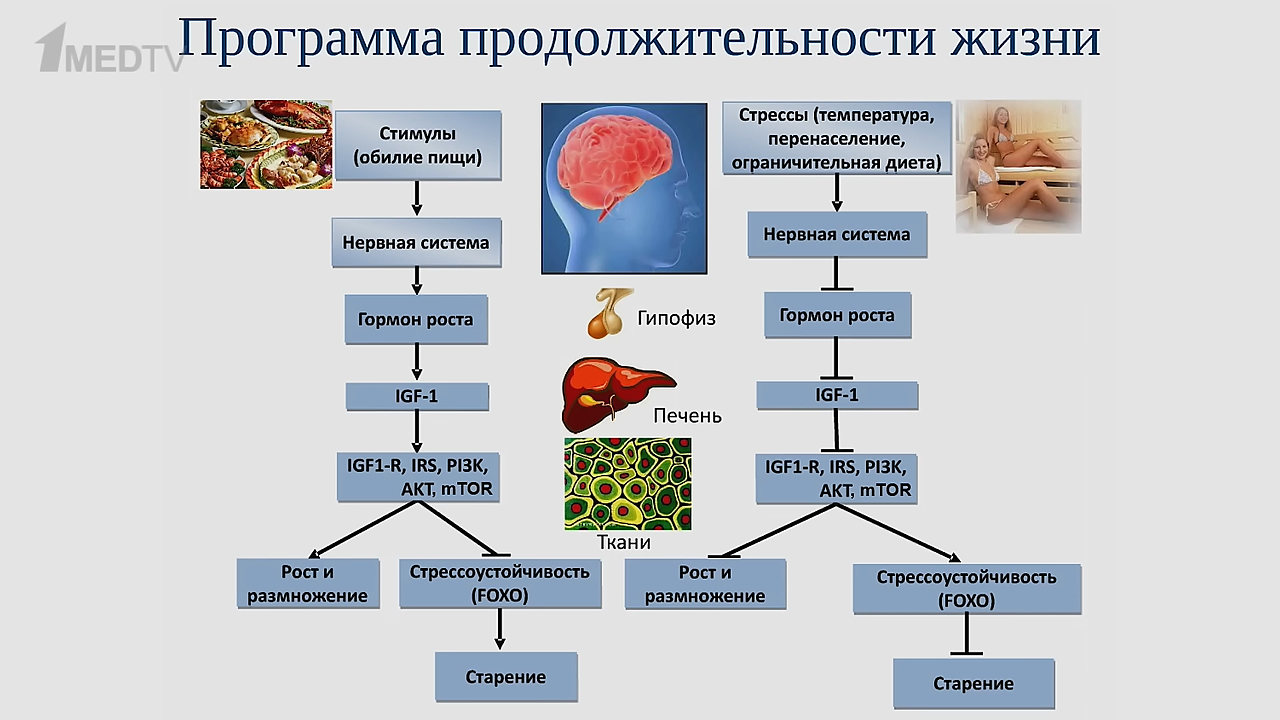 1MEDTV
Программа продолжительности жизни
Стимулы
(обилие пищи)
Нервная система
Гормон роста
IGF-1
IGF1-R, IRS, PI3K,
AKT, mTOR
Рост и
размножение
Стрессоустойчивость
(FOXO)
Старение
Гипофиз
Печень
Ткани
Стрессы (температура,
перенаселение,
ограничительная диета)
Нервная система
Гормон роста
IGF-1
IGF1-R, IRS, PI3K,
AKT, mTOR
Рост и
размножение
Стрессоустойчивость
(FOXO)
Старение